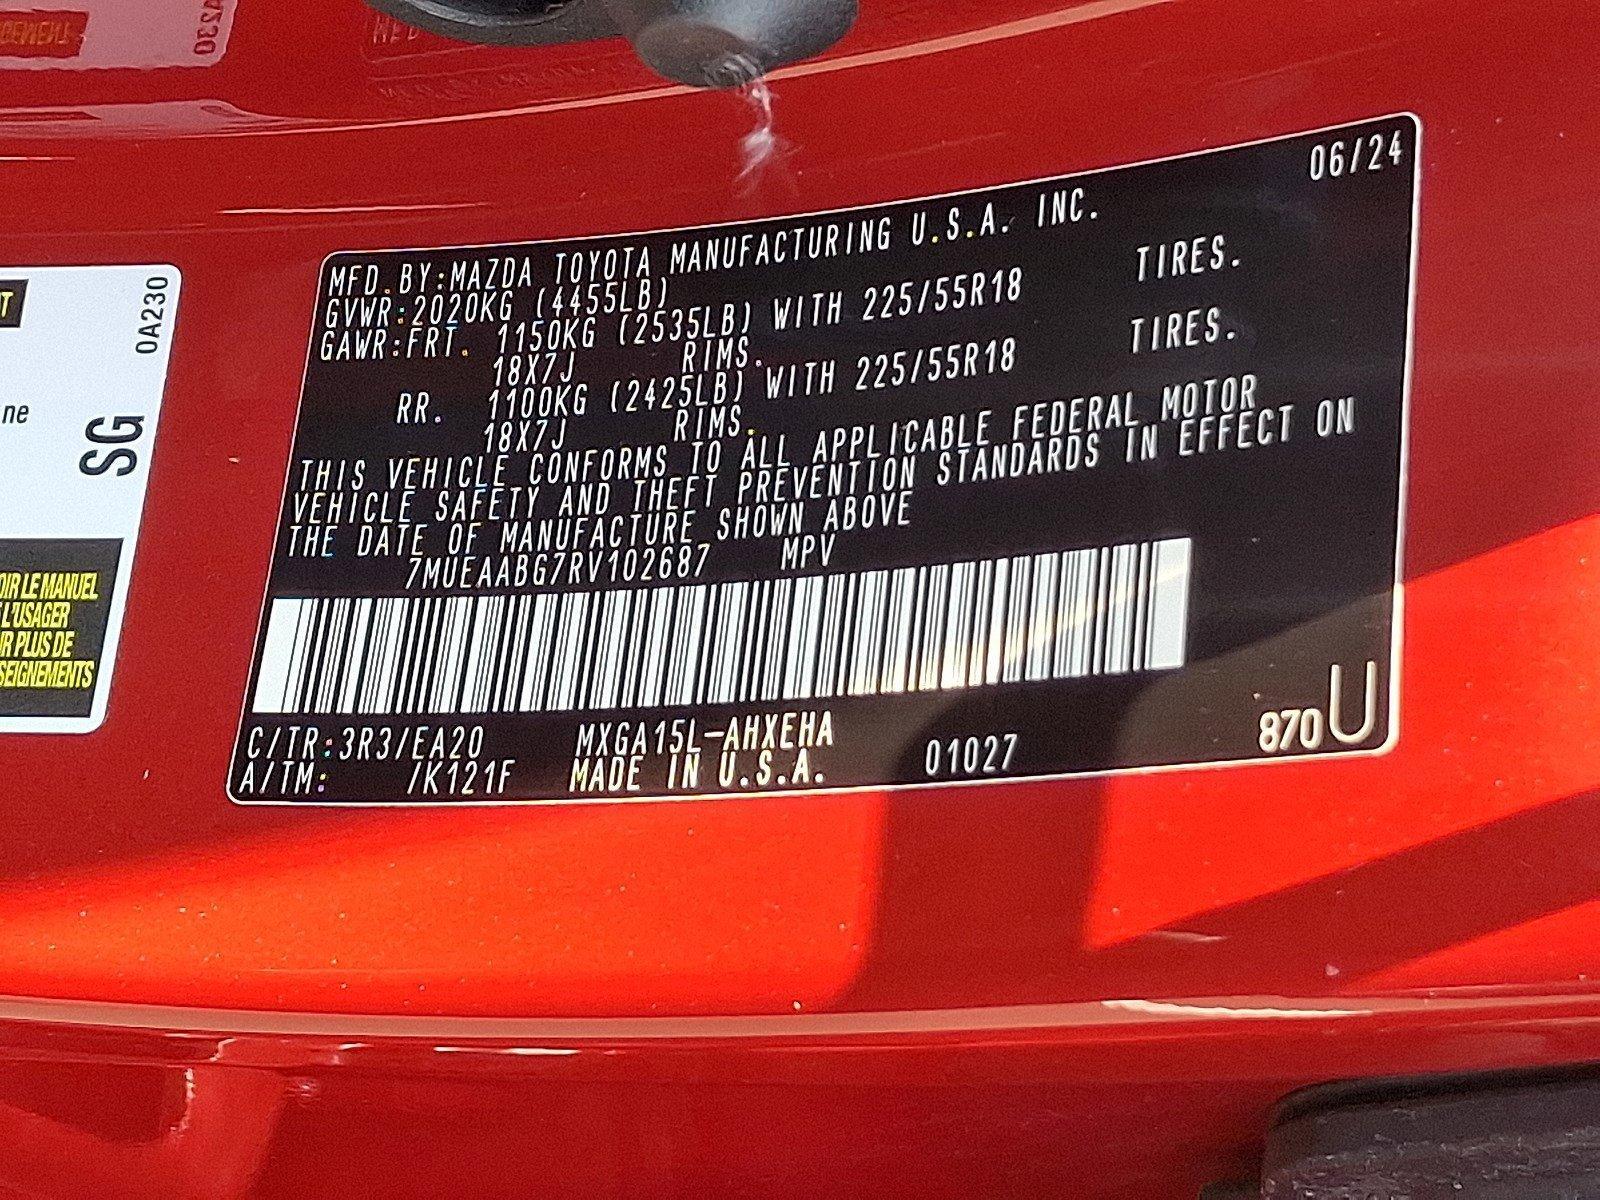 0A230
SG
ne
OIR LE MANUEL
L'USAGER
R PLUS DE
SEIGNEMENTS
06/24
MFD.BY:MAZDA TOYOTA MANUFACTURING U.S.A. INC.
GVWR:2020KG (4455LB)
GAWR:FRT. 1150KG (2535LB) WITH 225/55R18 TIRES.
18X7J RIMS.
RR. 1100KG (2425LB) WITH 225/55R18 TIRES.
18X7J RIMS.
THIS VEHICLE CONFORMS TO ALL APPLICABLE FEDERAL MOTOR
VEHICLE SAFETY AND THEFT PREVENTION STANDARDS IN EFFECT ON
THE DATE OF MANUFACTURE SHOWN ABOVE
7MUEAABG7RV102687 MPV
C/TR:3R3/EA20 MXGA15L-AHXEHA
A/TM: /K121F MADE IN U.S.A. 01027 870U